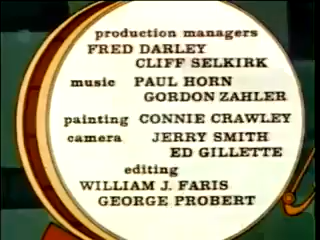 production managers
FRED DARLEY
CLIFF SELKIRK
music PAUL HORN
GORDON ZAHLER
painting CONNIE CRAWLEY
camera JERRY SMITH
ED GILLETTE
editing
WILLIAM J. FARIS
GEORGE PROBERT